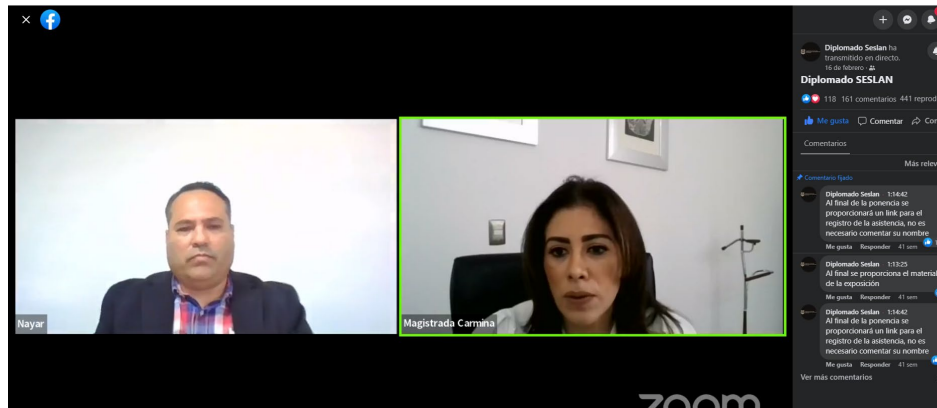 Nayar
Magistrada Carmina
zoom
Diplomado Seslan ha
transmitido en directo.
16 de febrero ·
Diplomado SESLAN
118 161 comentarios 441 reprod
Me gusta Comentar Con
Comentarios
Más relev
Comentario fijado
Diplomado Seslan 1:14:42
Al final de la ponencia se
proporcionará un link para el
registro de la asistencia, no es
necesario comentar su nombre
Me gusta Responder 41 sem 1
Diplomado Seslan 1:13:25
Al final se proporciona el material
de la exposición
Me gusta Responder 41 sem
Diplomado Seslan 1:14:42
Al final de la ponencia se
proporcionará un link para el
registro de la asistencia, no es
necesario comentar su nombre
Me gusta Responder 41 sem
Ver más comentarios